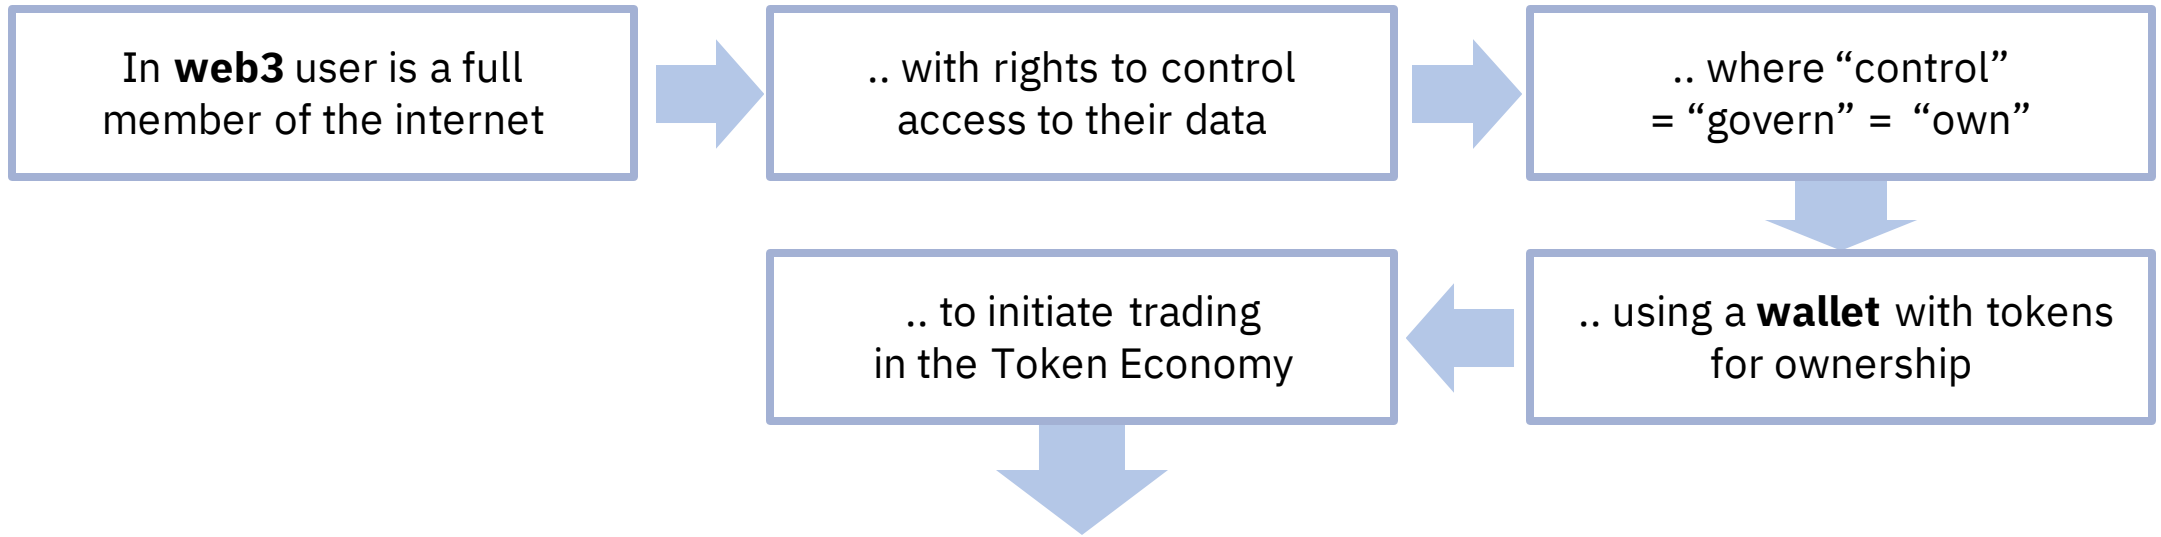 In web3 user is a full
member of the internet
.. with rights to control
access to their data
.. where “control”
= “govern” = “own”
.. using a wallet with tokens
for ownership
.. to initiate trading
in the Token Economy